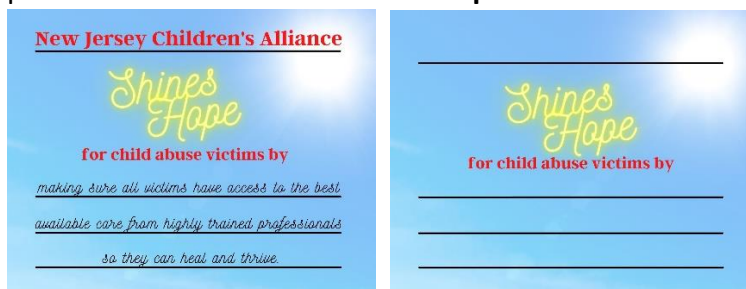 New Jersey Children's Alliance
Shines
Hope
for child abuse victims by
making sure all victims have access to the best
available care from highly trained professionals
so they can heal and thrive.
Shines
Hope
for child abuse victims by